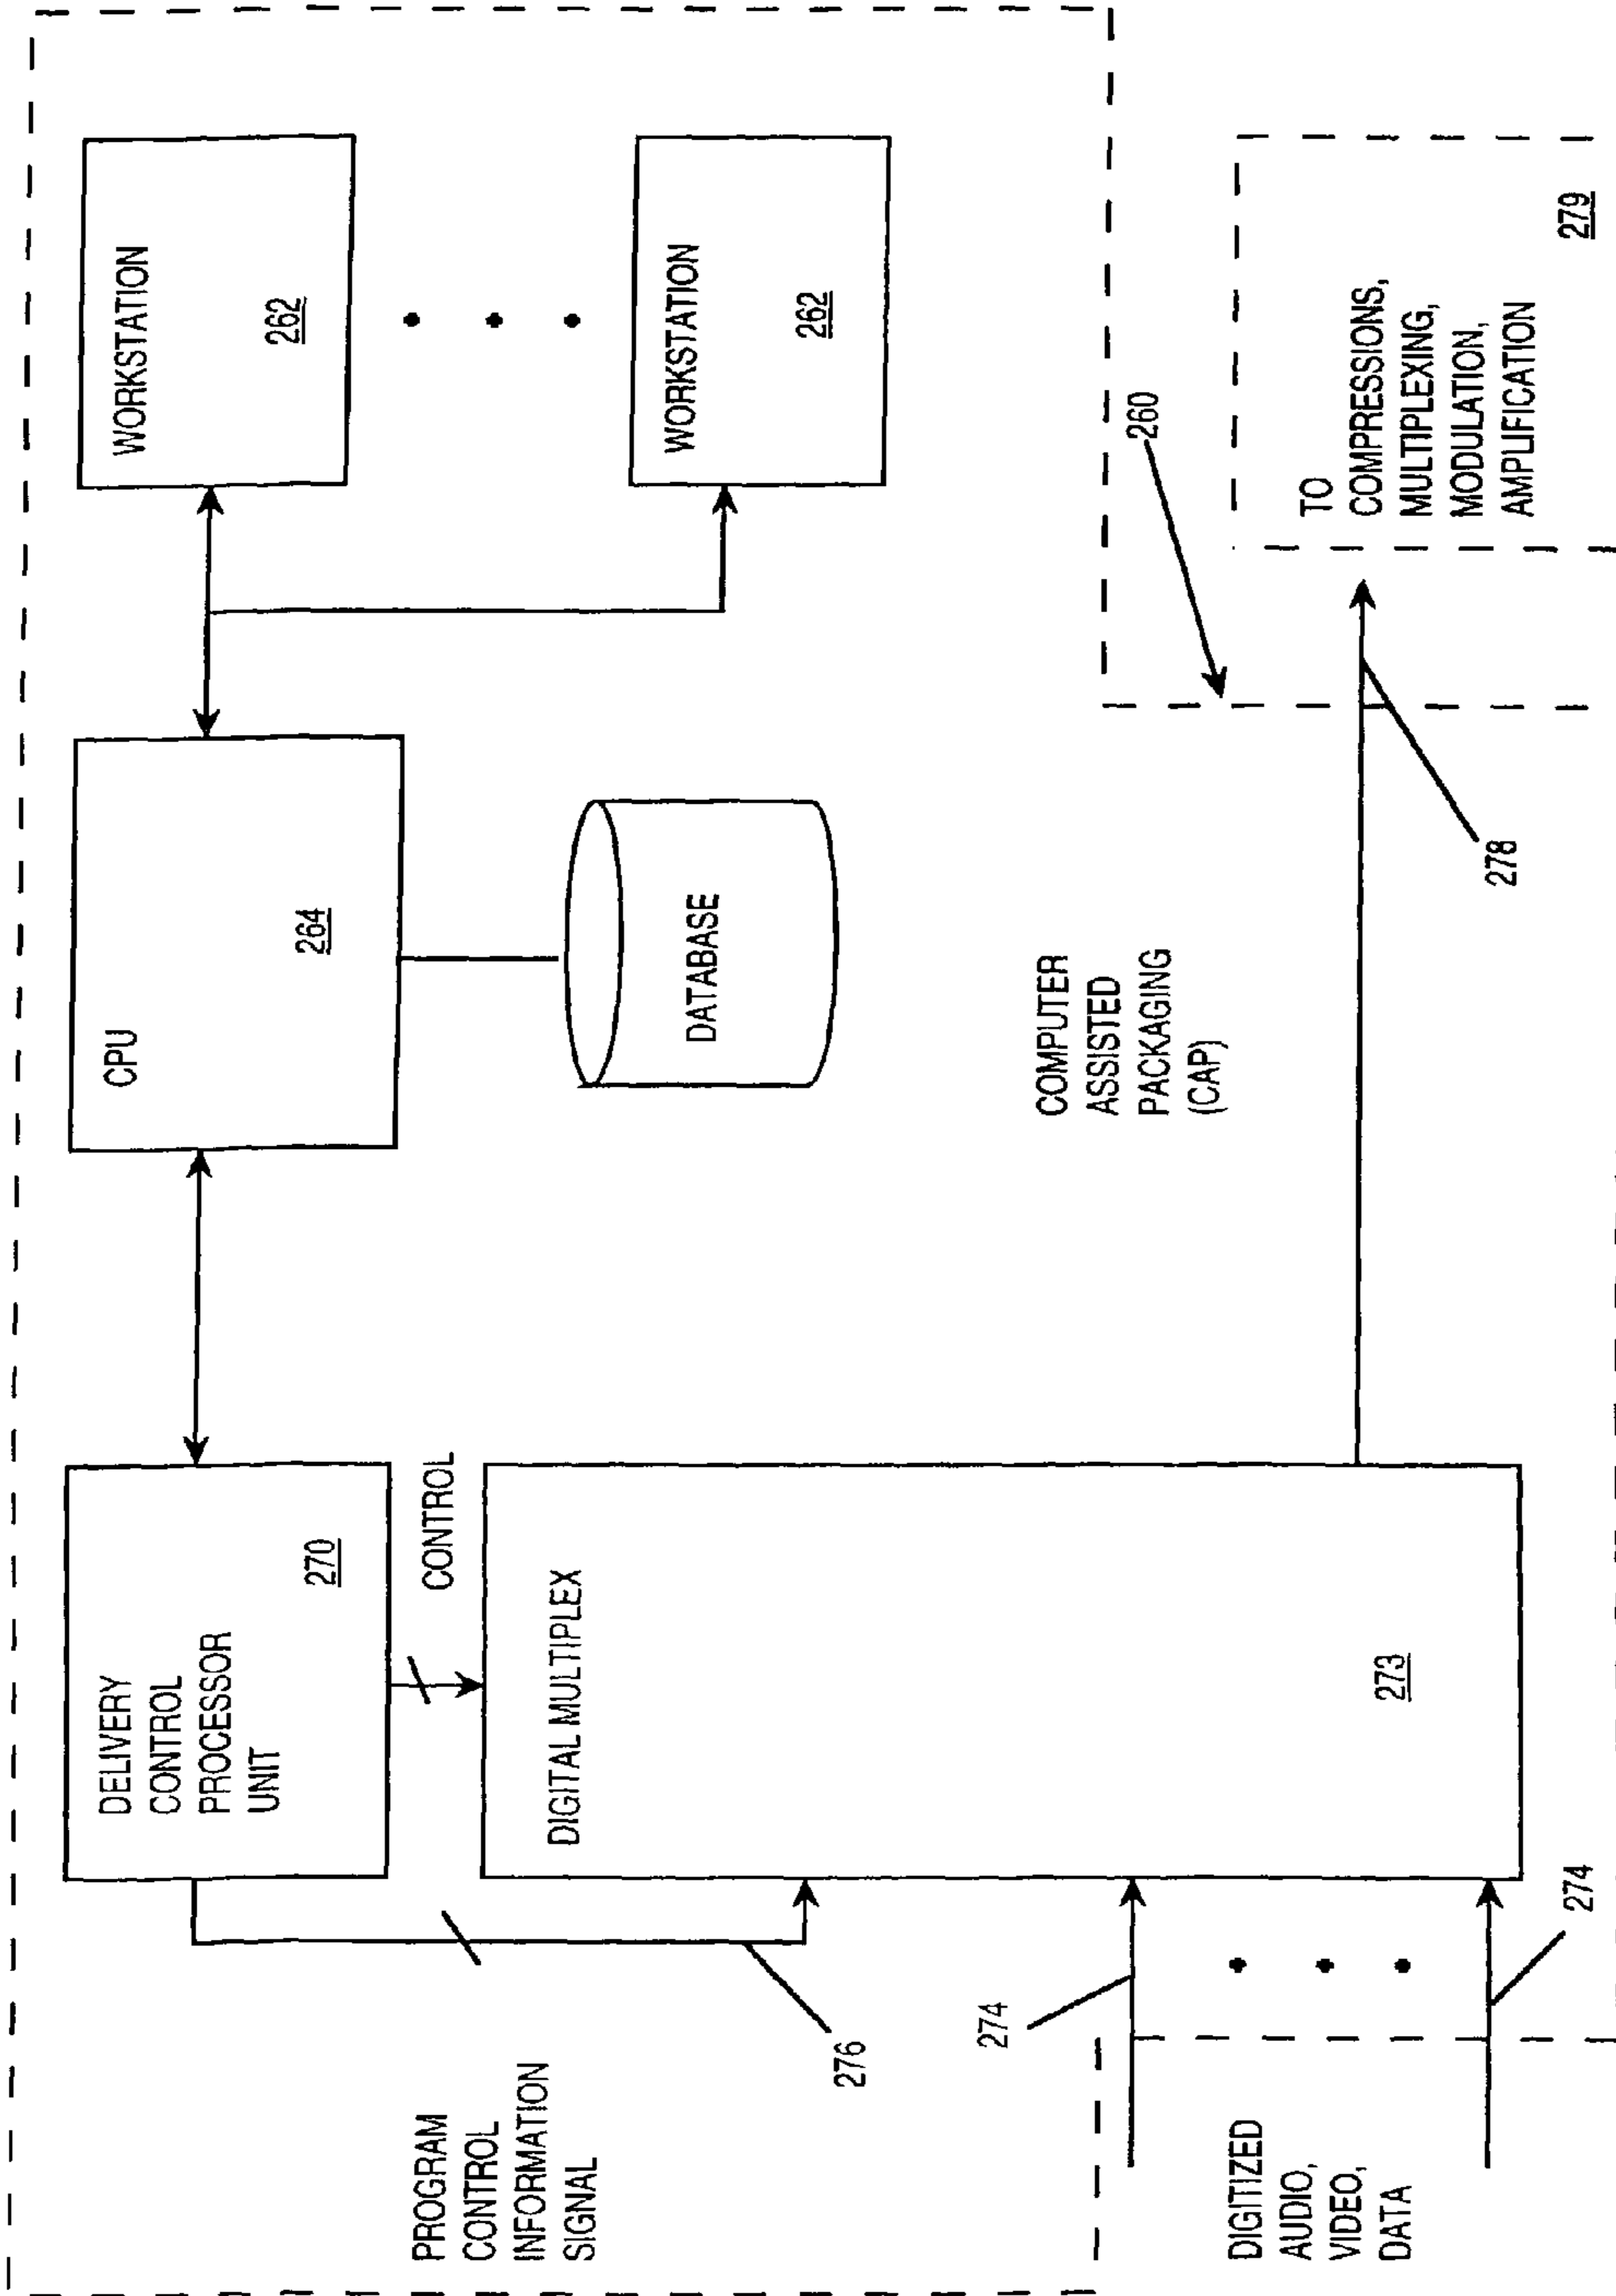 DELIVERY
CONTROL
PROCESSOR
UNIT
270
CPU
264
WORKSTATION
262
WORKSTATION
262
DATABASE
CONTROL
DIGITAL MULTIPLEX
273
PROGRAM
CONTROL
INFORMATION
SIGNAL
276
274
274
DIGITIZED
AUDIO,
VIDEO,
DATA
COMPUTER
ASSISTED
PACKAGING
(CAP)
260
278
TO
COMPRESSIONS,
MULTIPLEXING,
MODULATION,
AMPLIFICATION
279